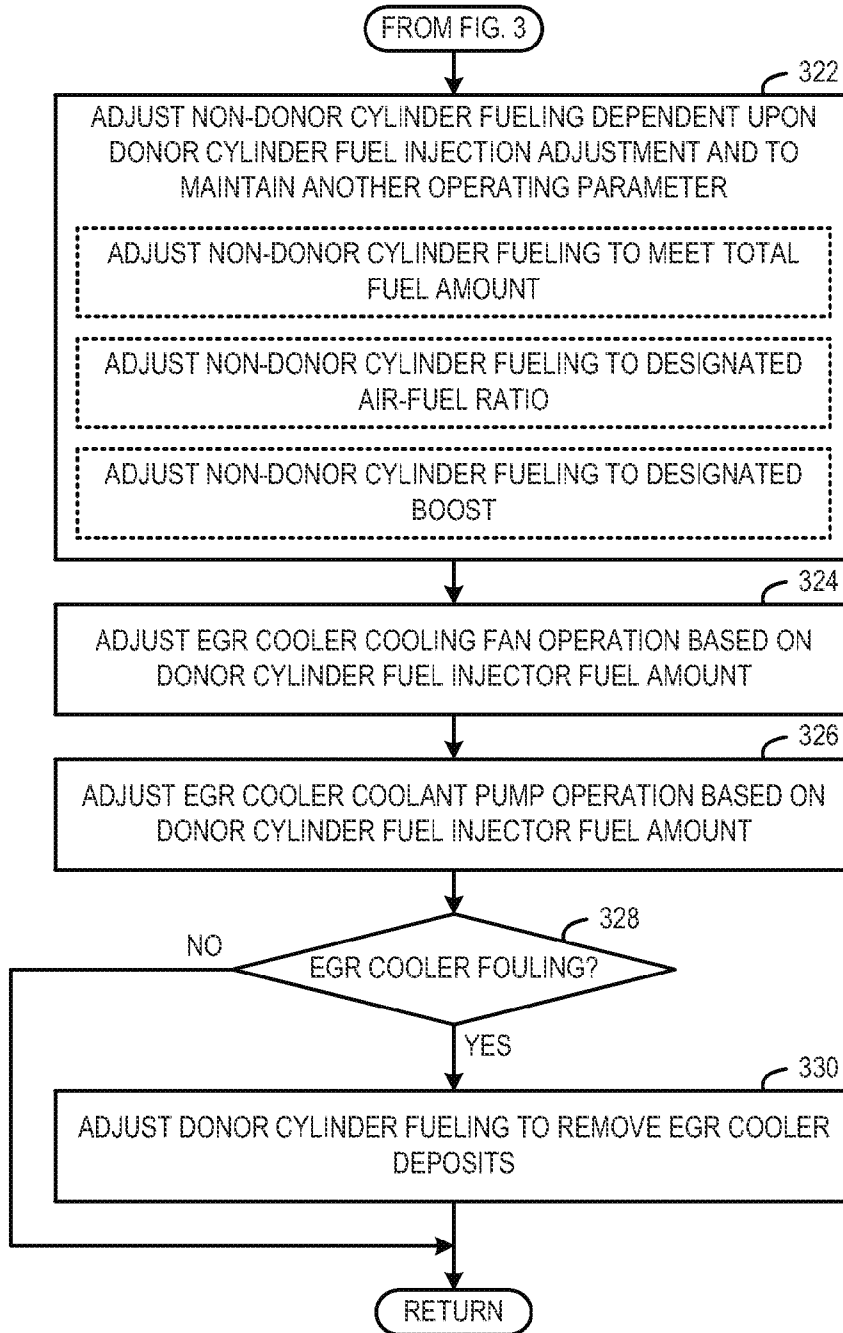 FROM FIG. 3
322
ADJUST NON-DONOR CYLINDER FUELING DEPENDENT UPON
DONOR CYLINDER FUEL INJECTION ADJUSTMENT AND TO
MAINTAIN ANOTHER OPERATING PARAMETER
ADJUST NON-DONOR CYLINDER FUELING TO MEET TOTAL
FUEL AMOUNT
ADJUST NON-DONOR CYLINDER FUELING TO DESIGNATED
AIR-FUEL RATIO
ADJUST NON-DONOR CYLINDER FUELING TO DESIGNATED
BOOST
324
ADJUST EGR COOLER COOLING FAN OPERATION BASED ON
DONOR CYLINDER FUEL INJECTOR FUEL AMOUNT
326
ADJUST EGR COOLER COOLANT PUMP OPERATION BASED ON
DONOR CYLINDER FUEL INJECTOR FUEL AMOUNT
328
NO
EGR COOLER FOULING?
YES
330
ADJUST DONOR CYLINDER FUELING TO REMOVE EGR COOLER
DEPOSITS
RETURN